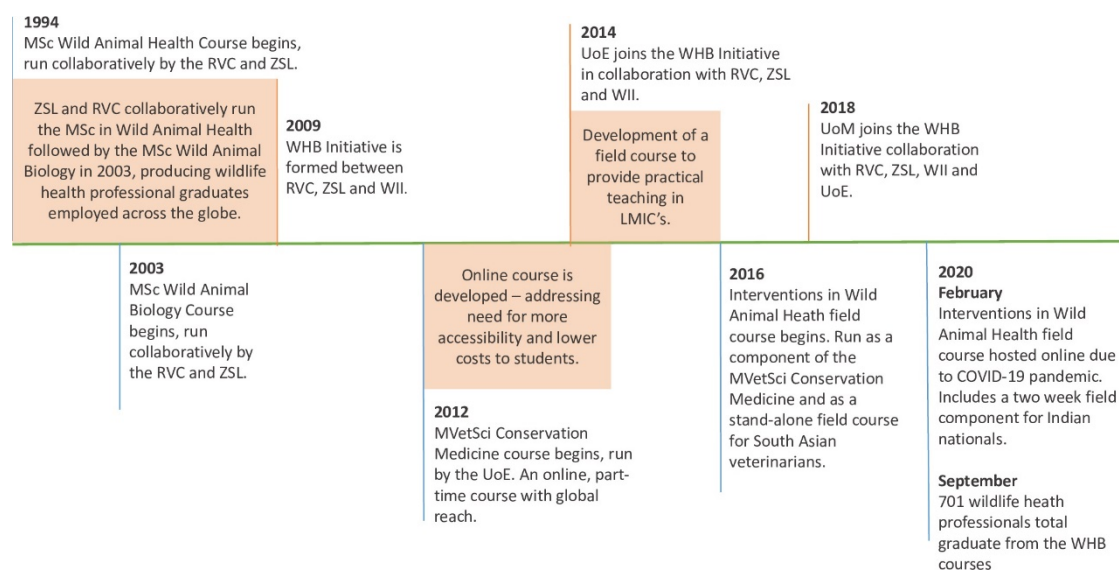 1994
MSc Wild Animal Health Course begins,
run collaboratively by the RVC and ZSL.
ZSL and RVC collaboratively run
the MSc in Wild Animal Health
followed by the MSc Wild Animal
Biology in 2003, producing wildlife
health professional graduates
employed across the globe.
2009
WHB Initiative is
formed between
RVC, ZSL and WII.
2014
UoE joins the WHB Initiative
in collaboration with RVC, ZSL
and WII.
Development of a
field course to
provide practical
teaching in
LMIC's.
2018
UoM joins the WHB
Initiative collaboration
with RVC, ZSL, WII and
UoE.
2003
MSc Wild Animal
Biology Course
begins, run
collaboratively by
the RVC and ZSL.
Online course is
developed – addressing
need for more
accessibility and lower
costs to students.
2012
MVetSci Conservation
Medicine course begins, run
by the UoE. An online, part-
time course with global
reach.
2016
Interventions in Wild
Animal Heath field
course begins. Run as a
component of the
MVetSci Conservation
Medicine and as a
stand-alone field course
for South Asian
veterinarians.
2020
February
Interventions in Wild
Animal Health field
course hosted online due
to COVID-19 pandemic.
Includes a two week field
component for Indian
nationals.
September
701 wildlife heath
professionals total
graduate from the WHB
courses